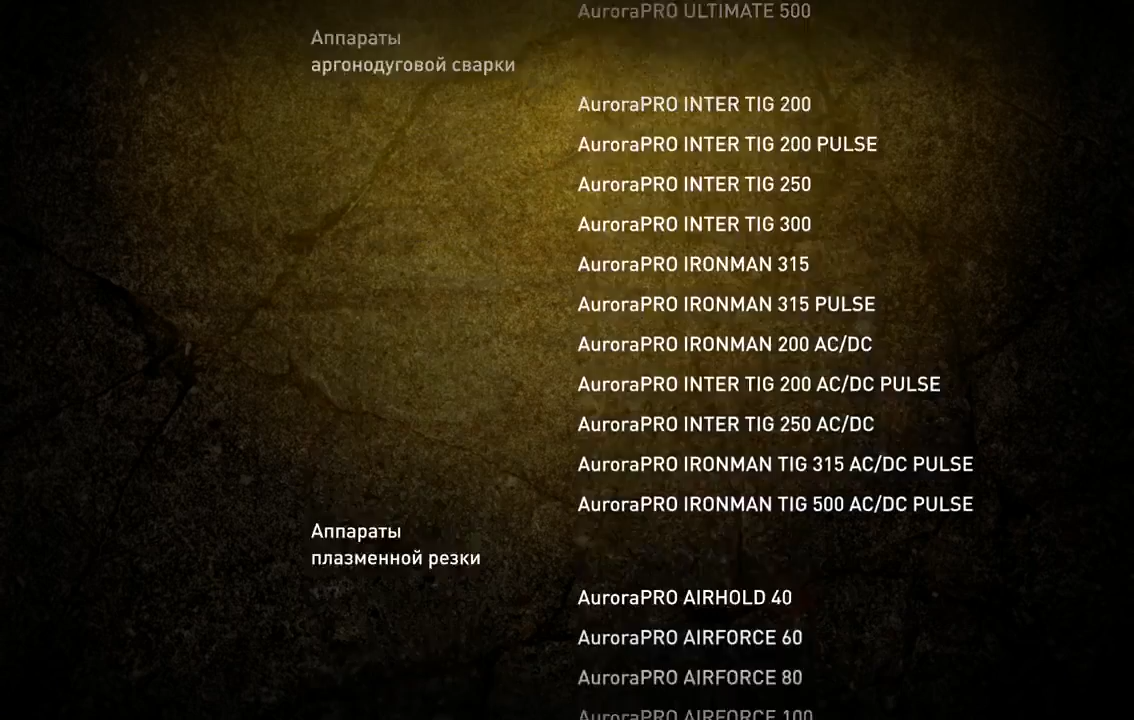 AuroraPRO ULTIMATE 500
Аппараты
аргонодуговой сварки
AuroraPRO INTER TIG 200
AuroraPRO INTER TIG 200 PULSE
AuroraPRO INTER TIG 250
AuroraPRO INTER TIG 300
AuroraPRO IRONMAN 315
AuroraPRO IRONMAN 315 PULSE
AuroraPRO IRONMAN 200 AC/DC
AuroraPRO INTER TIG 200 AC/DC PULSE
AuroraPRO INTER TIG 250 AC/DC
AuroraPRO IRONMAN TIG 315 AC/DC PULSE
AuroraPRO IRONMAN TIG 500 AC/DC PULSE
Аппараты
плазменной резки
AuroraPRO AIRHOLD 40
AuroraPRO AIRFORCE 60
AuroraPRO AIRFORCE 80
AuroraPRO AIRFORCE 100